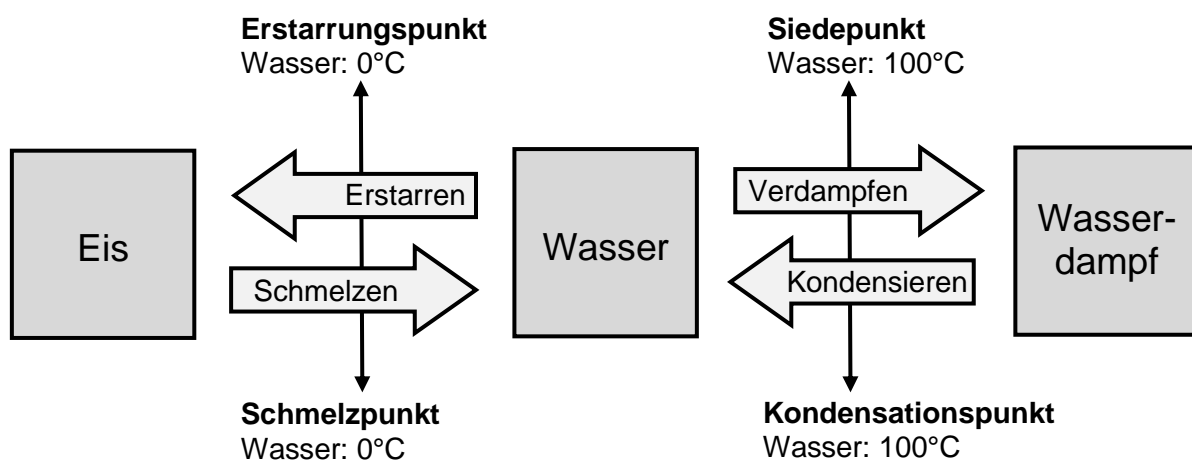 Erstarrungspunkt
Wasser: 0°C
Siedepunkt
Wasser: 100°C
Eis
Erstarren
Schmelzen
Wasser
Verdampfen
Kondensieren
Wasser-
dampf
Schmelzpunkt
Wasser: 0°C
Kondensationspunkt
Wasser: 100°C